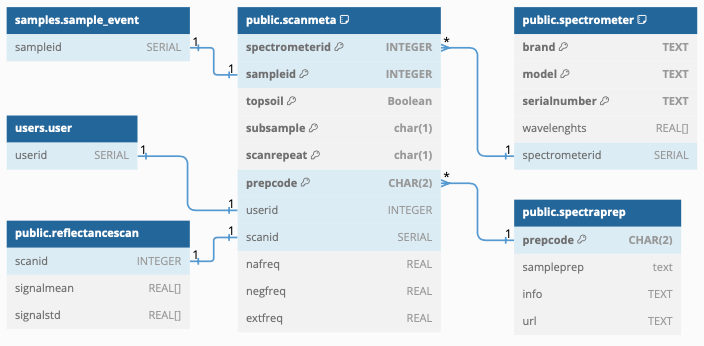 samples.sample_event
sampleid SERIAL
1
1
users.user
userid SERIAL
1
1
public.reflectancescan
scanid INTEGER
signalmean REAL[]
signalstd REAL[]
1
1
public.scanmeta
spectrometerid INTEGER
sampleid INTEGER
topsoil Boolean
subsample char(1)
scanrepeat char(1)
prepcode CHAR(2)
userid INTEGER
scanid SERIAL
nafreq REAL
negfreq REAL
extfreq REAL
*
1
*
1
public.spectrometer
brand TEXT
model TEXT
serialnumber TEXT
wavelenghts REAL[]
spectrometerid SERIAL
public.spectraprep
prepcode CHAR(2)
sampleprep text
info TEXT
url TEXT